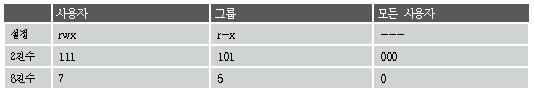 사용자 그룹 모든 사용자
설정 rwx r-x ---
2진수 111 101 000
8진수 7 5 0